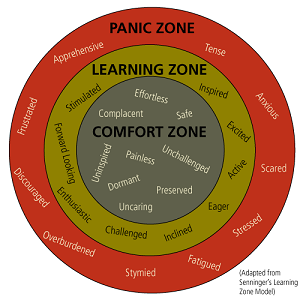 PANIC ZONE
Apprehensive
Tense
Frustrated
Anxious
Discouraged
Scared
Overburdened
Stressed
Stymied
Fatigued
LEARNING ZONE
Stimulated
Inspired
Forward Looking
Excited
Enthusiastic
Active
Challenged
Inclined
Eager
Effortless
Complacent
Safe
COMFORT ZONE
Uninspired
Painless
Unchallenged
Dormant
Preserved
Uncaring
(Adapted from
Senninger's Learning
Zone Model)